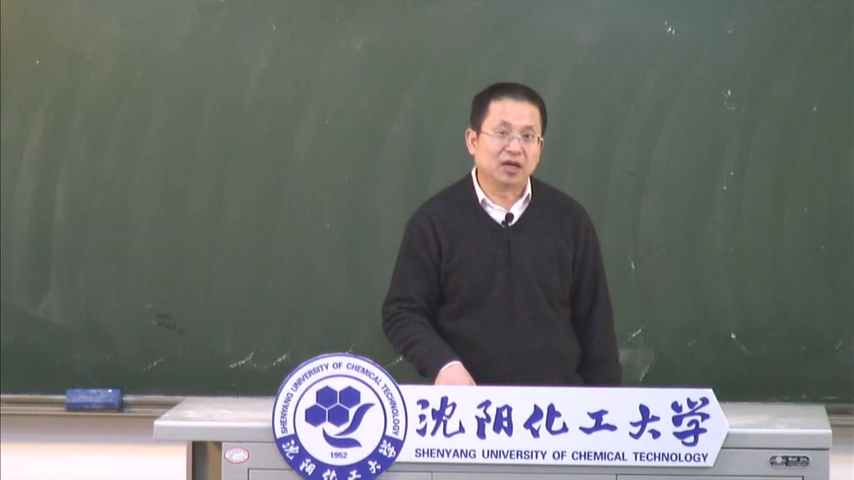 SHENYANG UNIVERSITY OF CHEMICAL TECHNOLOGY
1952
沈阳化工大学
沈阳化工大学
SHENYANG UNIVERSITY OF CHEMICAL TECHNOLOGY